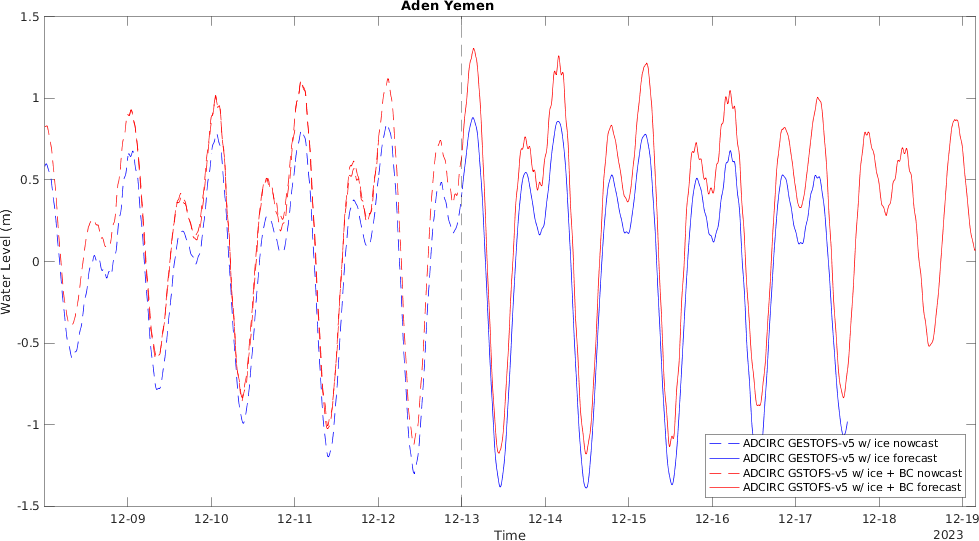 Aden Yemen
Water Level (m)
1.5
1
0.5
0
-0.5
-1
-1.5
12-09 12-10 12-11 12-12 12-13 12-14 12-15 12-16 12-17 12-18 12-19
Time
2023
ADCIRC GESTOFS-v5 w/ ice nowcast
ADCIRC GESTOFS-v5 w/ ice forecast
ADCIRC GSTOFS-v5 w/ ice + BC nowcast
ADCIRC GSTOFS-v5 w/ ice + BC forecast